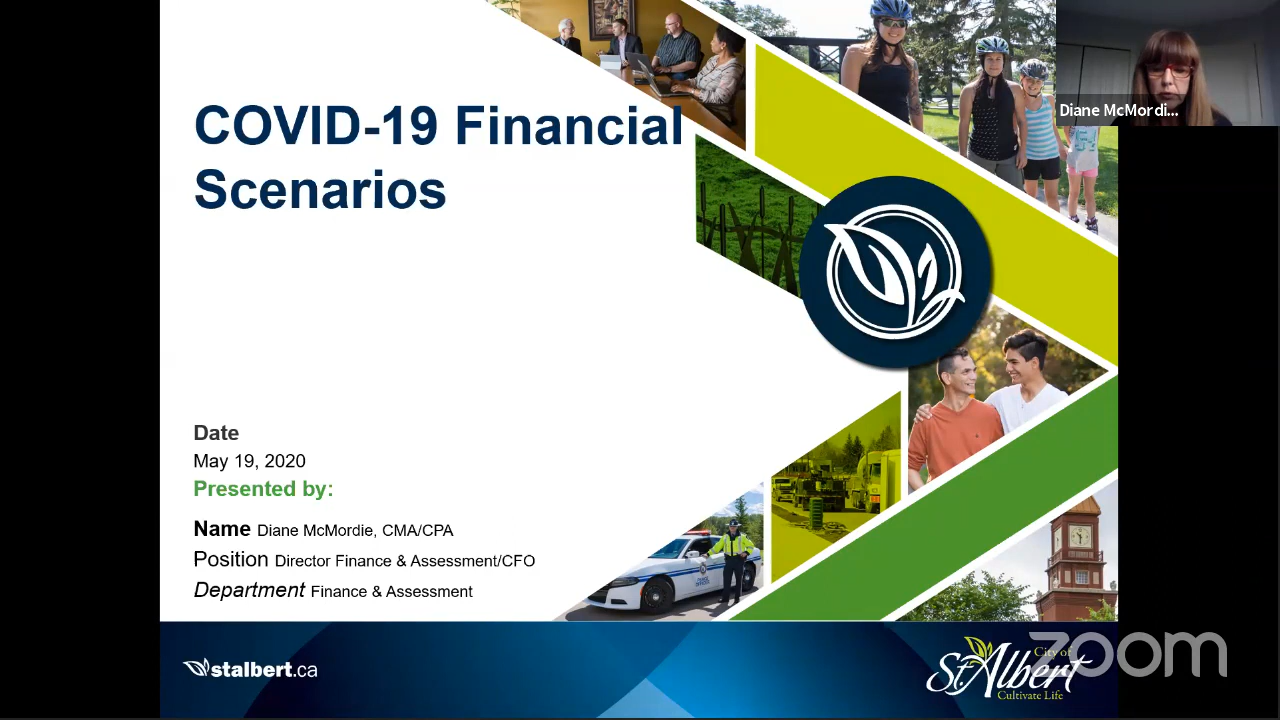 COVID-19 Financial
Scenarios
Diane McMordi...
Date
May 19, 2020
Presented by:
Name Diane McMordie, CMA/CPA
Position Director Finance & Assessment/CFO
Department Finance & Assessment
stalbert.ca
City of
St. Albert
Cultivate Life
zoom